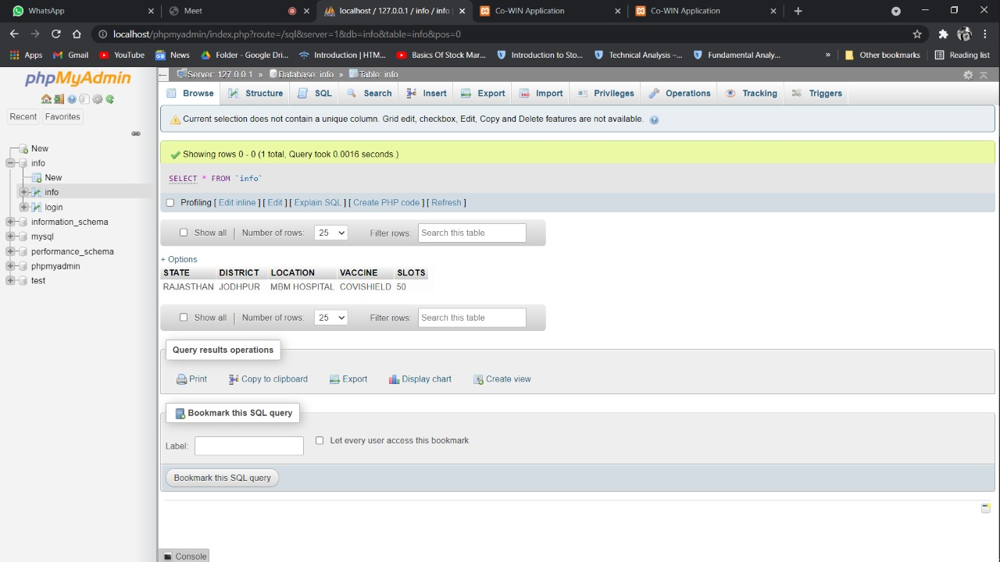 WhatsApp
Meet
localhost / 127.0.0.1 / info / info
Co-WIN Application
Co-WIN Application
localhost/phpmyadmin/index.php?route=/sql&server=1&db=info&table=info&pos=0
Apps
Gmail
YouTube
News
Folder - Google Dri...
Introduction | HTM...
Basics Of Stock Mar...
Introduction to Sto...
Technical Analysis –...
Fundamental Analy...
»
Other bookmarks
Reading list
phpMyAdmin
Recent
Favorites
New
info
New
info
login
information_schema
mysql
performance_schema
phpmyadmin
test
Server: 127.0.0.1 » Database: info » Table: info
Browse
Structure
SQL
Search
Insert
Export
Import
Privileges
Operations
Tracking
Triggers
Current selection does not contain a unique column. Grid edit, checkbox, Edit, Copy and Delete features are not available.
Showing rows 0 - 0 (1 total, Query took 0.0016 seconds.)
SELECT * FROM `info`
Profiling [ Edit inline ] [ Edit ] [ Explain SQL ] [ Create PHP code ] [ Refresh ]
Show all | Number of rows: 25 Filter rows: Search this table
+ Options
STATE DISTRICT LOCATION VACCINE SLOTS
RAJASTHAN JODHPUR MBM HOSPITAL COVISHIELD 50
Show all | Number of rows: 25 Filter rows: Search this table
Query results operations
Print
Copy to clipboard
Export
Display chart
Create view
Bookmark this SQL query
Label:
Let every user access this bookmark
Bookmark this SQL query
Console